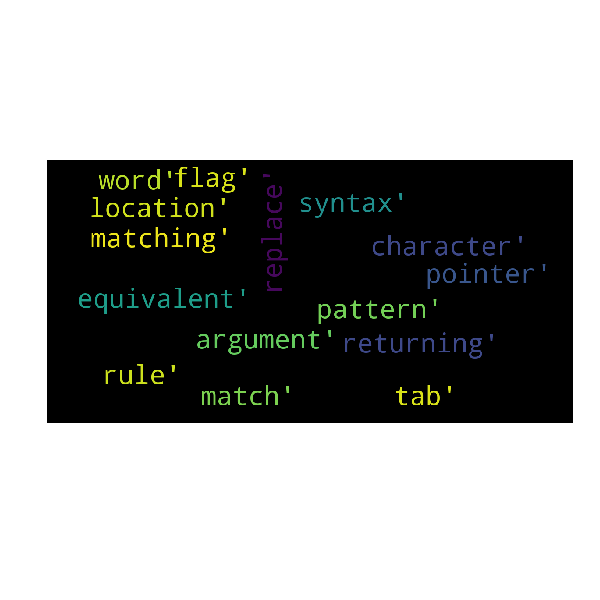 word'
flag'
location'
replace'
syntax'
matching'
character'
pointer'
equivalent'
pattern'
argument'
returning'
rule'
match'
tab'